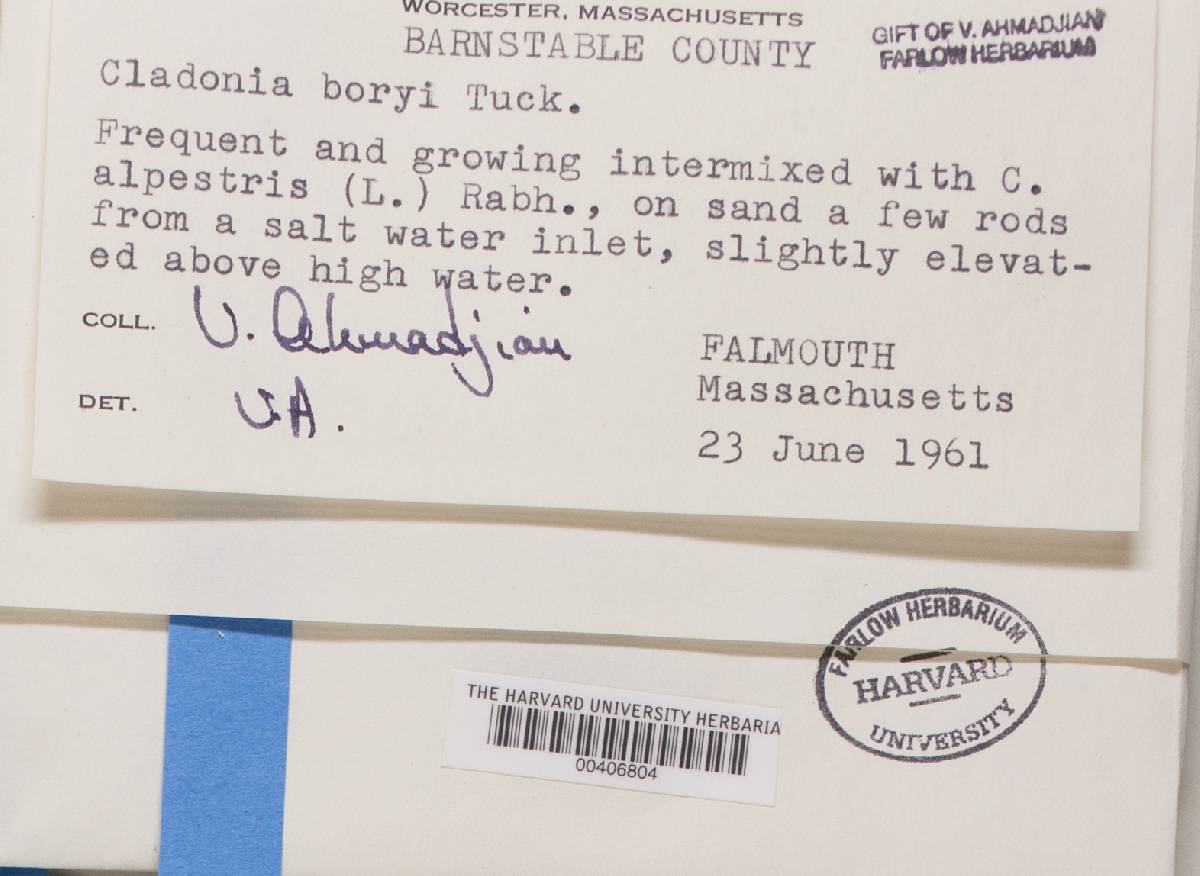 WORCESTER, MASSACHUSETTS
BARNSTABLE COUNTY
GIFT OF V. AHMADJIAN
FARLOW HERBARIUM
Cladonia boryi Tuck.
Frequent and growing intermixed with C.
alpestris (L.) Rabh., on sand a few rods
from a salt water inlet, slightly elevat-
ed above high water.
COLL. V. Ahmadjian
DET. V.A.
FALMOUTH
Massachusetts
23 June 1961
FARLOW HERBARIUM
HARVARD
UNIVERSITY
THE HARVARD UNIVERSITY HERBARIA
00406804